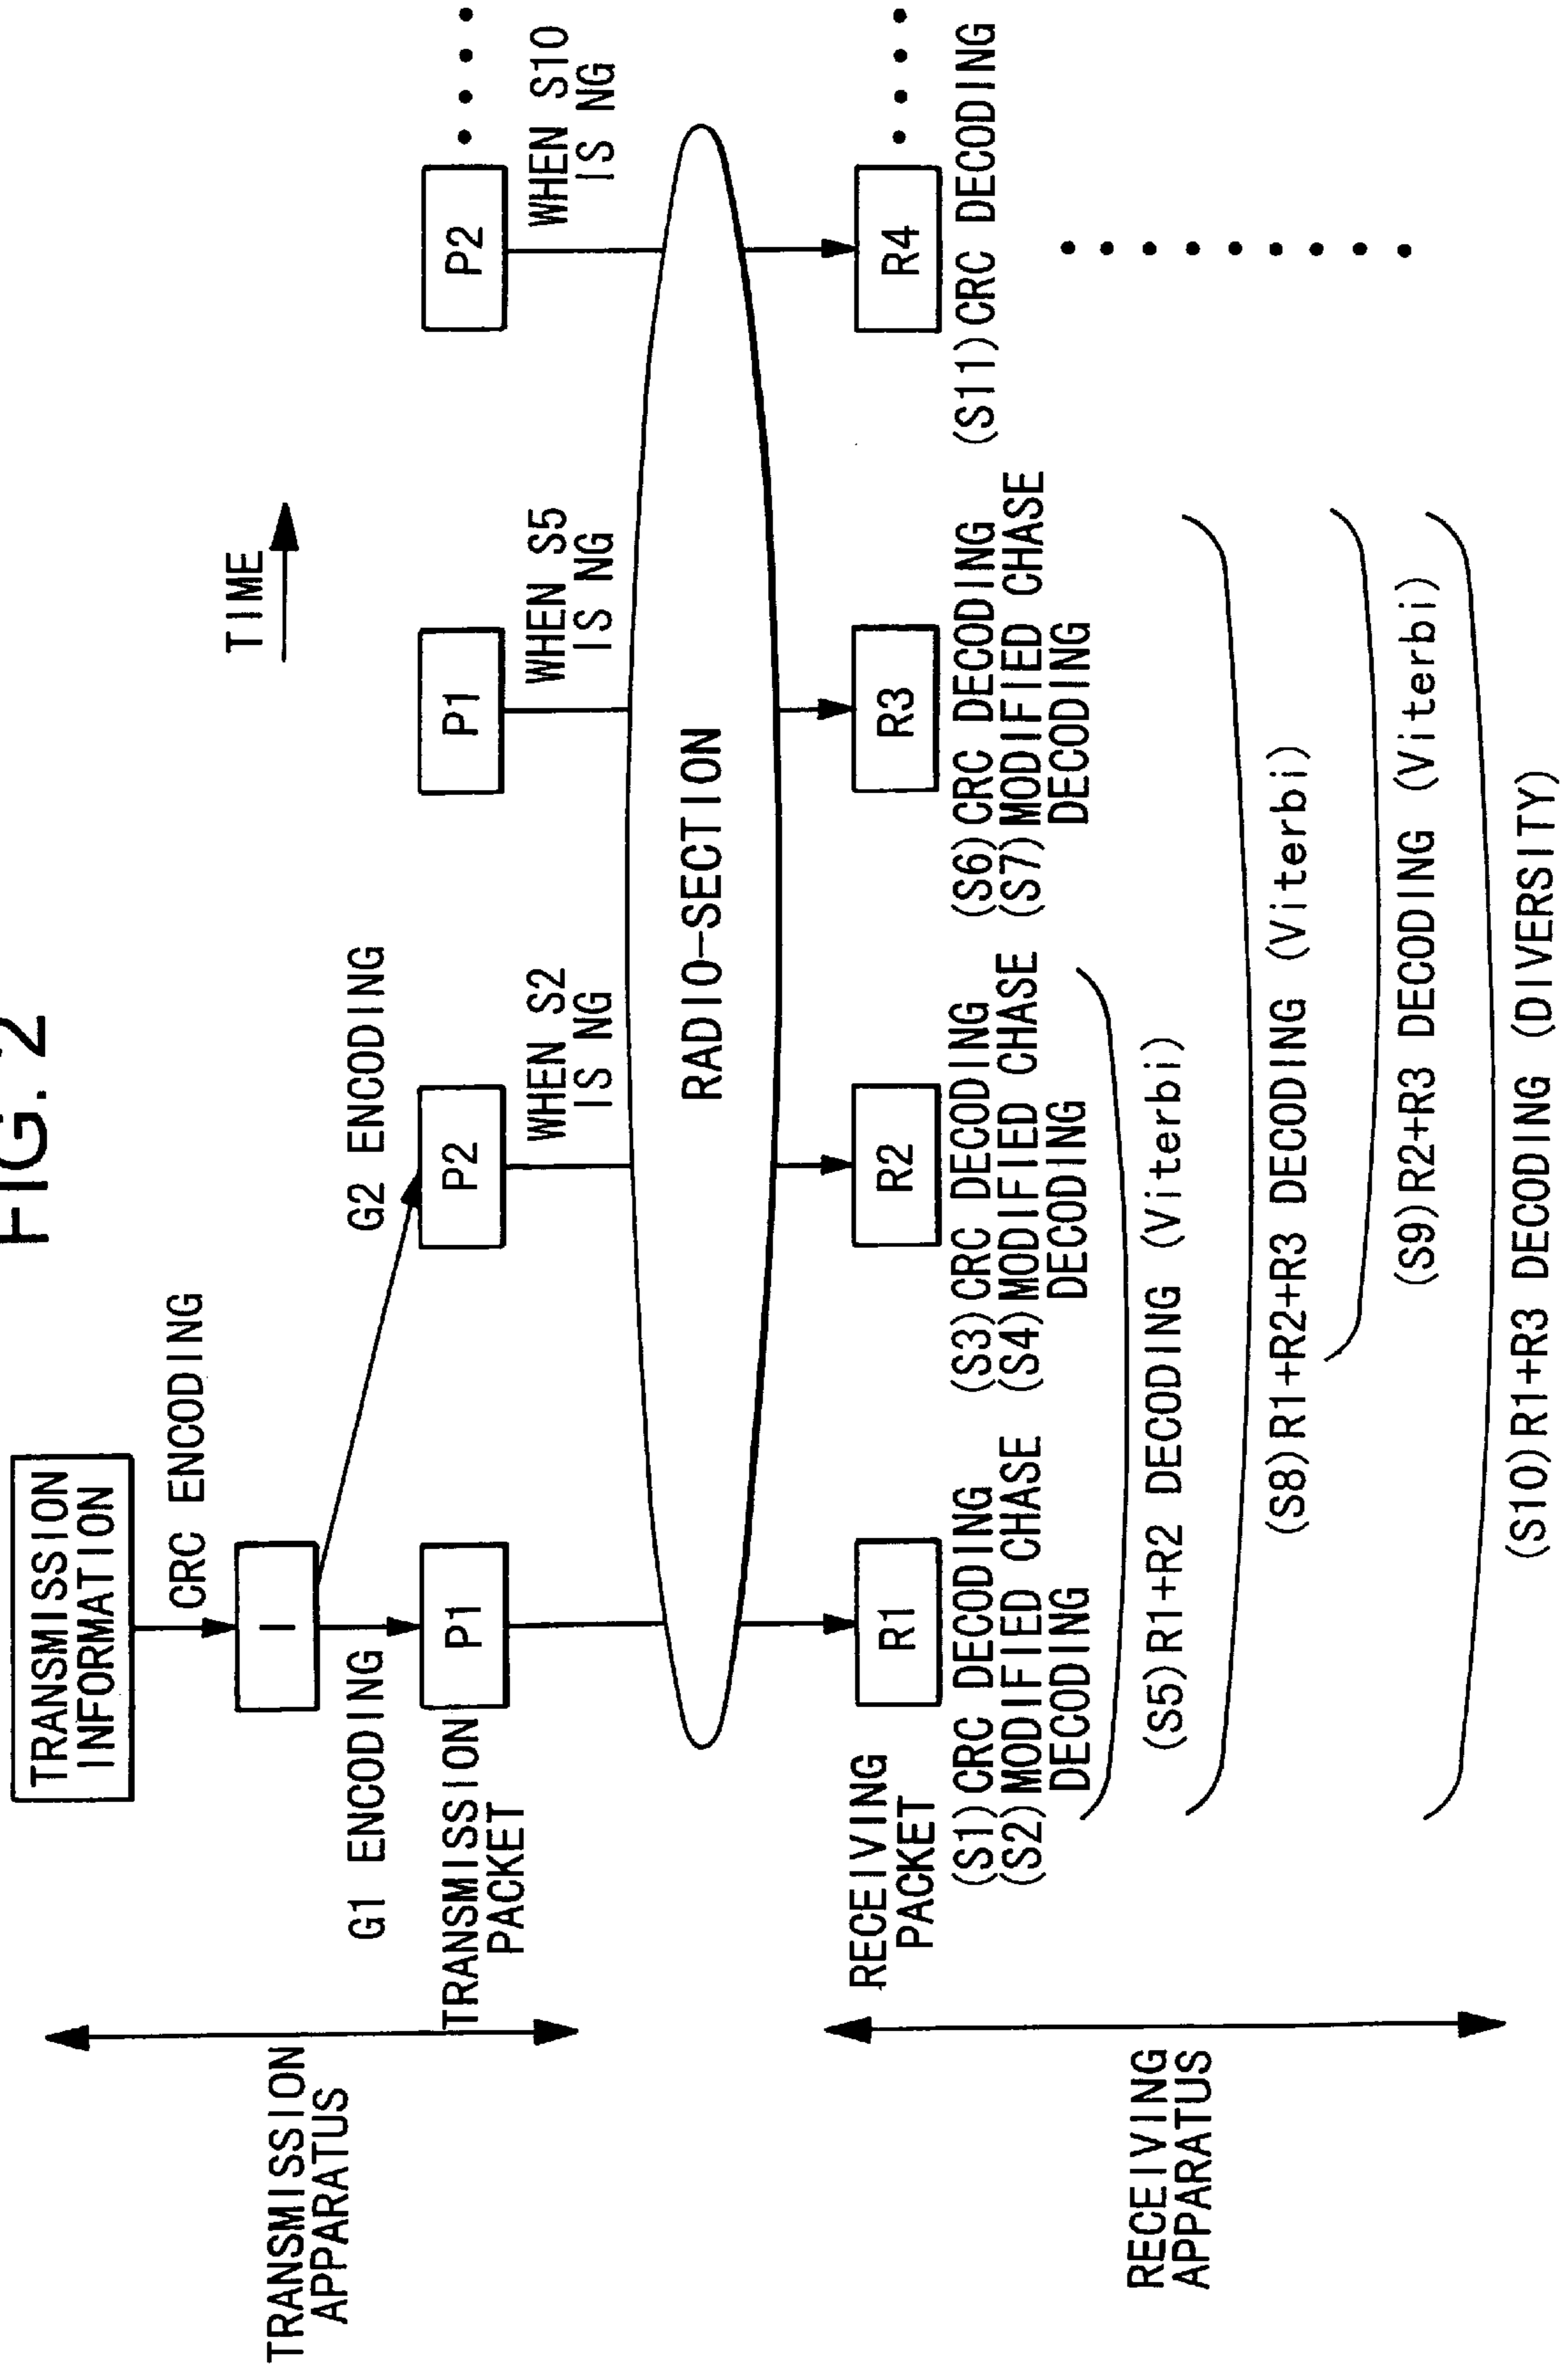 FIG. 2
TRANSMISSION
INFORMATION
CRC ENCODING
TIME
I
G1 ENCODING
G2 ENCODING
TRANSMISSION
APPARATUS
TRANSMISSION
PACKET
P1
P2
P1
P2
WHEN S2
IS NG
WHEN S5
IS NG
WHEN S10
IS NG
RADIO-SECTION
RECEIVING
PACKET
R1
R2
R3
R4
(S1)CRC DECODING
(S2)MODIFIED CHASE
DECODING
(S3)CRC DECODING
(S4)MODIFIED CHASE
DECODING
(S6)CRC DECODING
(S7)MODIFIED CHASE
DECODING
(S11)CRC DECODING
RECEIVING
APPARATUS
(S5)R1+R2 DECODING (Viterbi)
(S8)R1+R2+R3 DECODING (Viterbi)
(S9)R2+R3 DECODING (Viterbi)
(S10)R1+R3 DECODING (DIVERSITY)